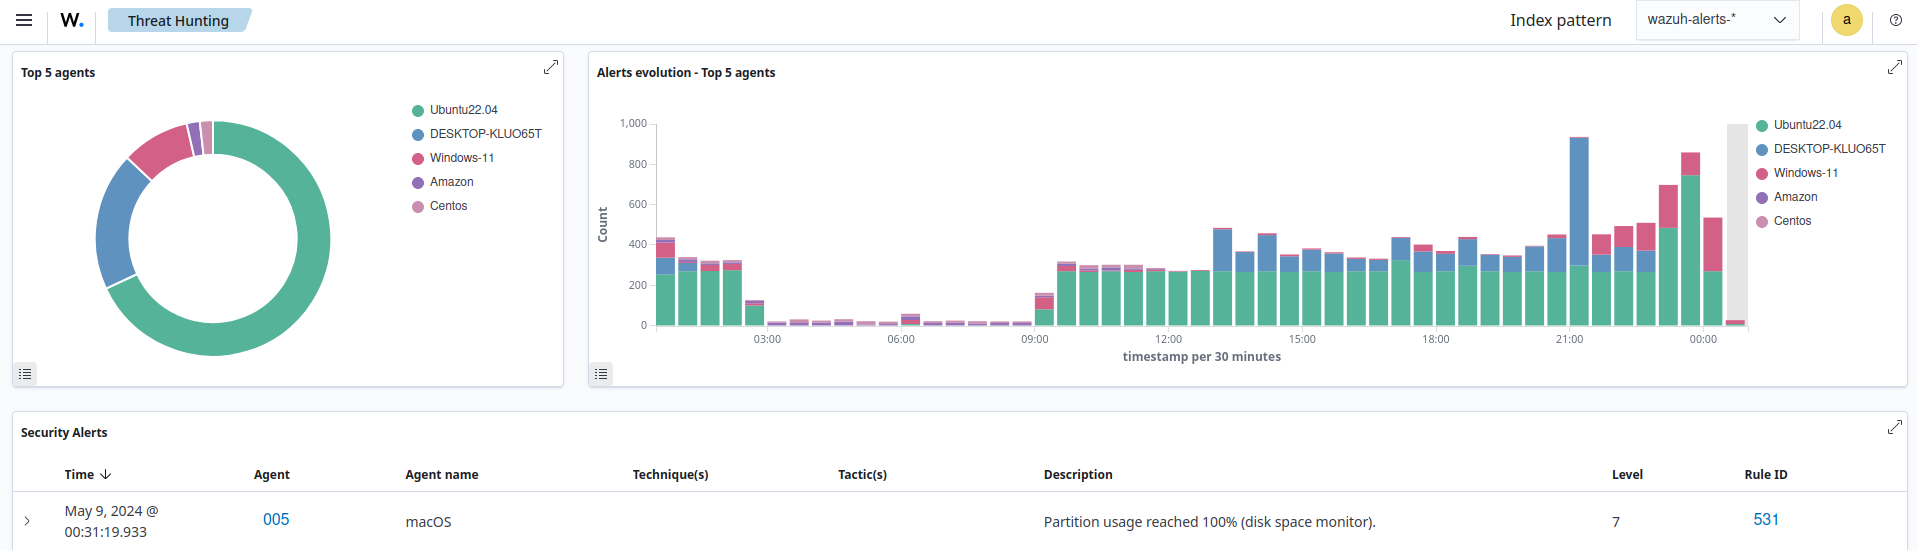 W.
Threat Hunting
Index pattern
wazuh-alerts-*
a
Top 5 agents
Ubuntu22.04
DESKTOP-KLUO65T
Windows-11
Amazon
Centos
Alerts evolution - Top 5 agents
Count
1,000
800
600
400
200
0
03:00
06:00
09:00
12:00
15:00
18:00
21:00
00:00
timestamp per 30 minutes
Ubuntu22.04
DESKTOP-KLUO65T
Windows-11
Amazon
Centos
Security Alerts
Time
Agent
Agent name
Technique(s)
Tactic(s)
Description
Level
Rule ID
May 9, 2024 @
00:31:19.933
005
macOS
Partition usage reached 100% (disk space monitor).
7
531